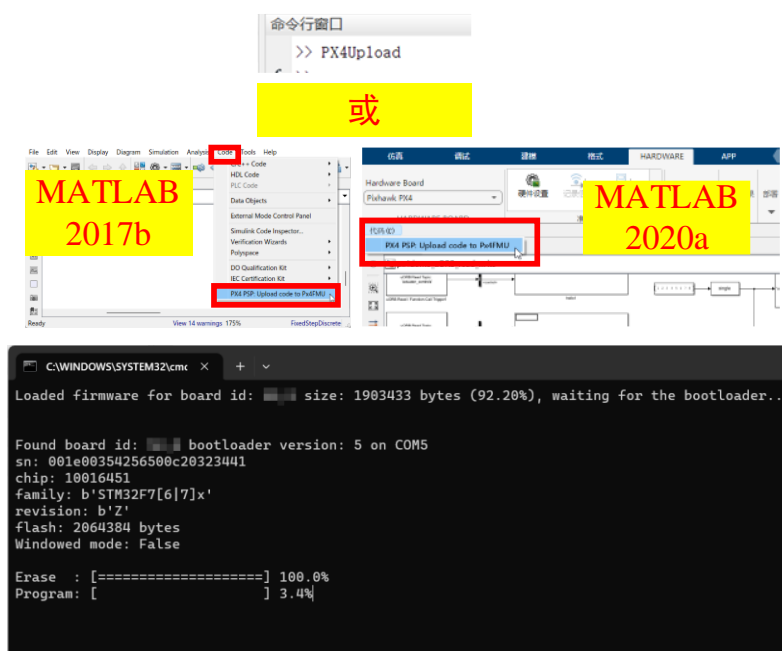 命令行窗口
>> PX4Upload
或
File Edit View Display Diagram Simulation Analysis Code Tools Help
C/C++ Code
HDL Code
PLC Code
Data Objects
External Mode Control Panel
Simulink Code Inspector...
Verification Wizards
Polyspace
DO Qualification Kit
IEC Certification Kit
PX4 PSP: Upload code to Px4FMU
Ready View 14 warnings 175% FixedStepDiscrete
MATLAB
2017b
仿真 调试 建模 格式 HARDWARE APP
Hardware Board
Pixhawk PX4
硬件设置
HARDWARE BOARD
代码(C)
PX4 PSP: Upload code to Px4FMU
MATLAB
2020a
single
C:\WINDOWS\SYSTEM32\cmc × +
Loaded firmware for board id: size: 1903433 bytes (92.20%), waiting for the bootloader..
Found board id: bootloader version: 5 on COM5
sn: 001e00354256500c20323441
chip: 10016451
family: b'STM32F7[6|7]x'
revision: b'Z'
flash: 2064384 bytes
Windowed mode: False
Erase : [====================] 100.0%
Program: [ ] 3.4%